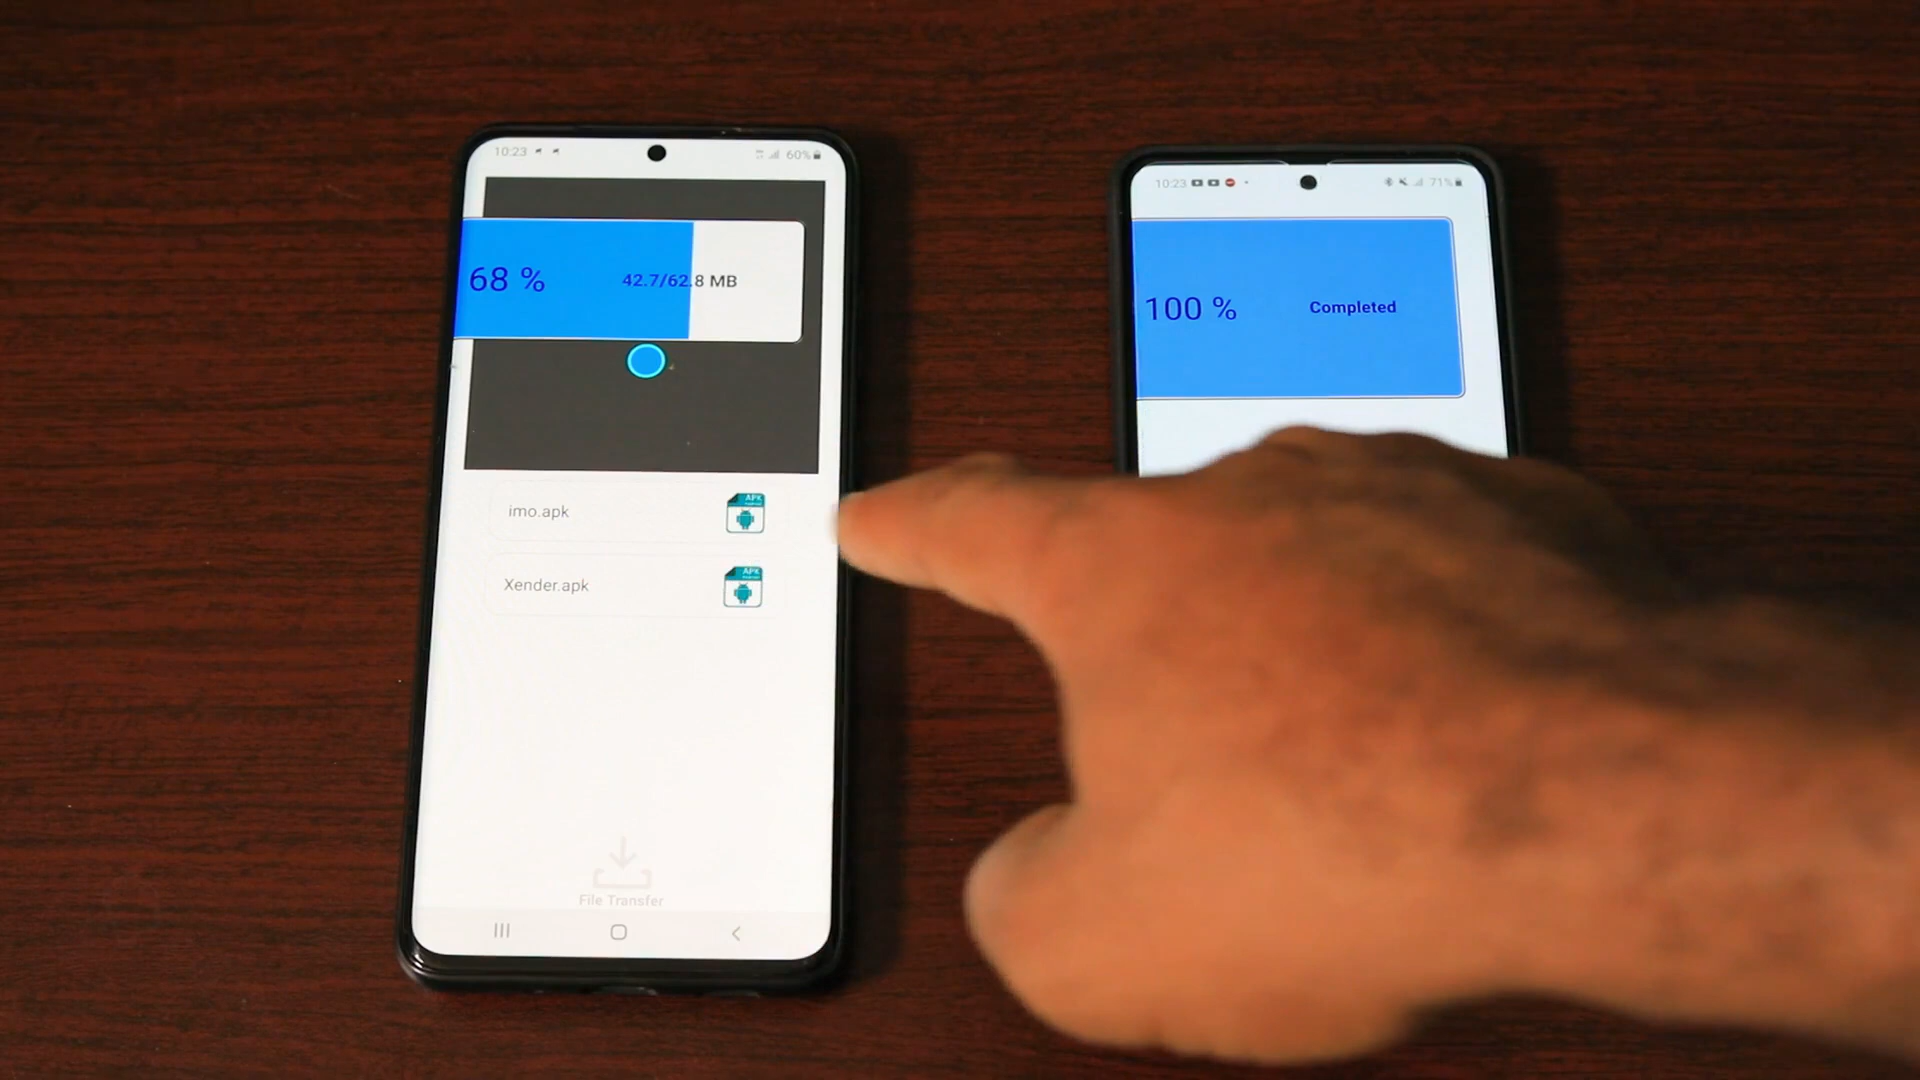 10:23
60%
68 %
42.7/62.8 MB
imo.apk
APK
Xender.apk
APK
File Transfer
10:23
71%
100 %
Completed